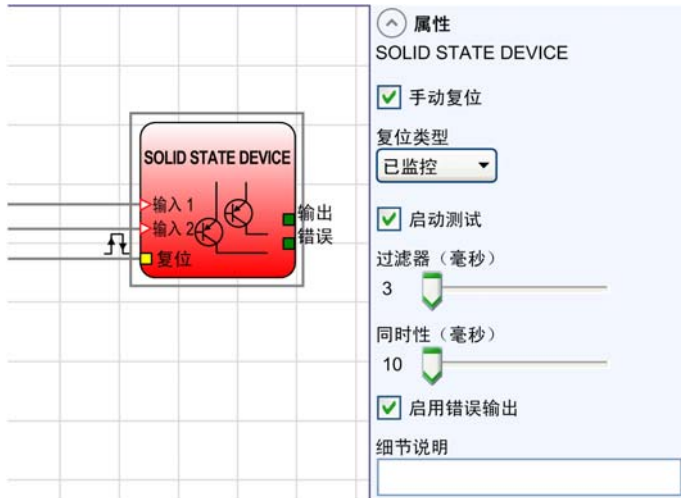 SOLID STATE DEVICE
输入 1
输入 2
复位
输出
错误
属性
SOLID STATE DEVICE
手动复位
复位类型
已监控
启动测试
过滤器（毫秒）
3
同时性（毫秒）
10
启用错误输出
细节说明